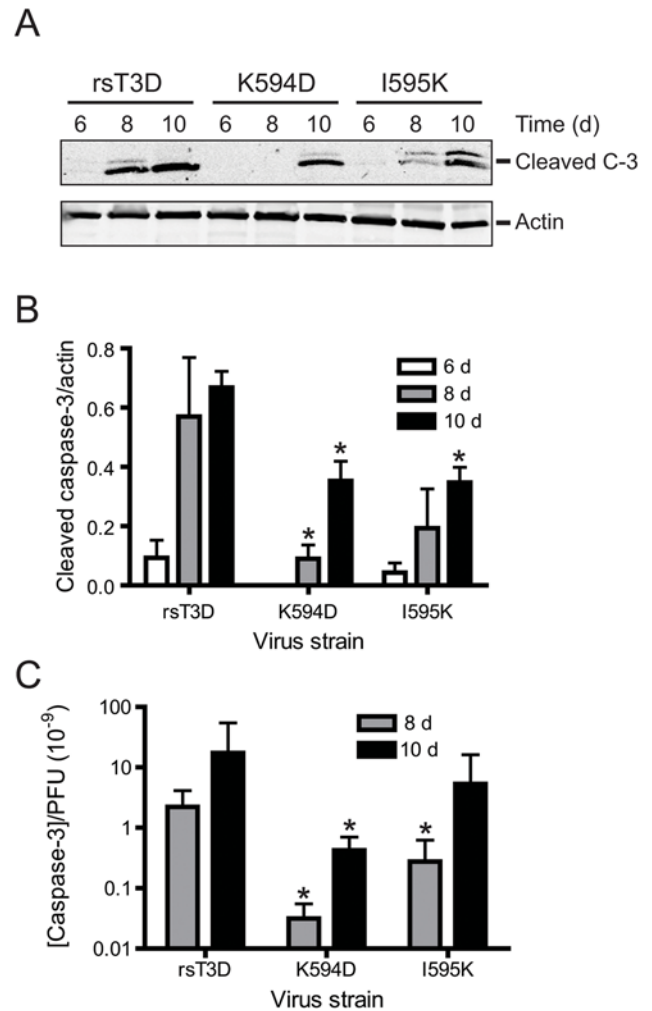 A
rsT3D K594D I595K
6 8 10 6 8 10 6 8 10 Time (d)
Cleaved C-3
Actin
B
Cleaved caspase-3/actin
0.8
0.6
0.4
0.2
0.0
6 d
8 d
10 d
* * *
rsT3D K594D I595K
Virus strain
C
[Caspase-3]/PFU (10-9)
100
10
1
0.1
0.01
8 d
10 d
* * *
rsT3D K594D I595K
Virus strain